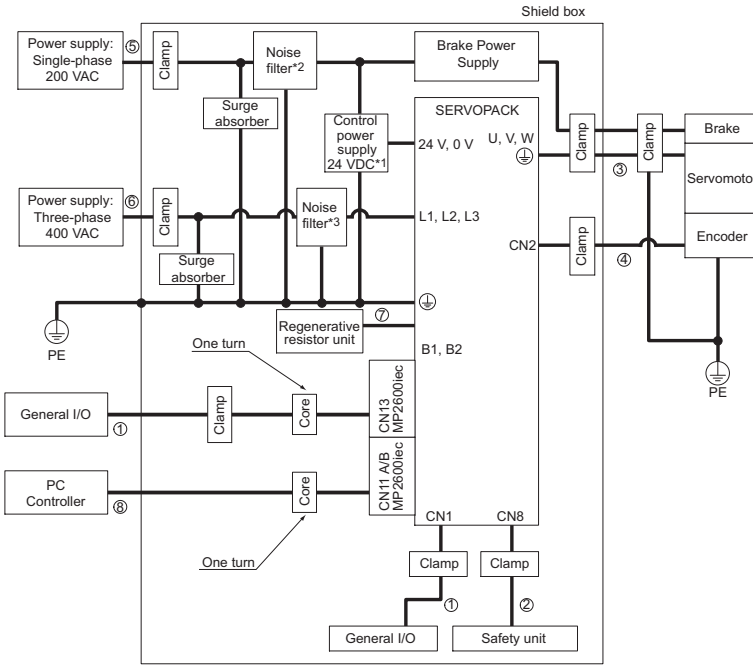 Shield box
Power supply:
Single-phase
200 VAC
⑤
Clamp
Noise
filter*2
Brake Power
Supply
Surge
absorber
Control
power
supply
24 VDC*1
SERVOPACK
24 V, 0 V
U, V, W
Clamp
Clamp
③
Brake
Servomoto
Encoder
Power supply:
Three-phase
400 VAC
⑥
Clamp
Noise
filter*3
L1, L2, L3
CN2
Clamp
④
Surge
absorber
PE
⑦
Regenerative
resistor unit
B1, B2
PE
One turn
General I/O
①
Clamp
Core
CN13
MP2600iec
PC
Controller
⑧
Core
CN11 A/B
MP2600iec
One turn
CN1
CN8
Clamp
Clamp
①
②
General I/O
Safety unit